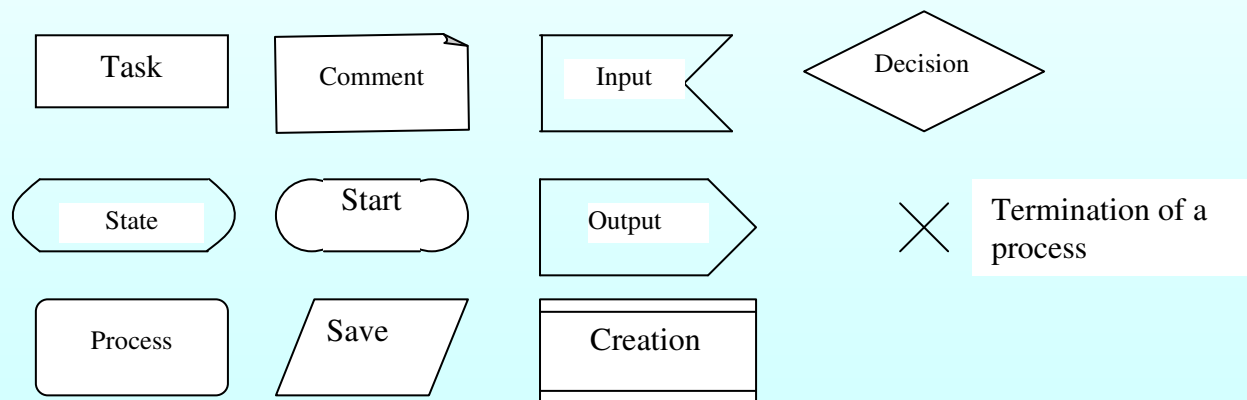 Task
Comment
Input
Decision
State
Start
Output
Termination of a
process
Process
Save
Creation